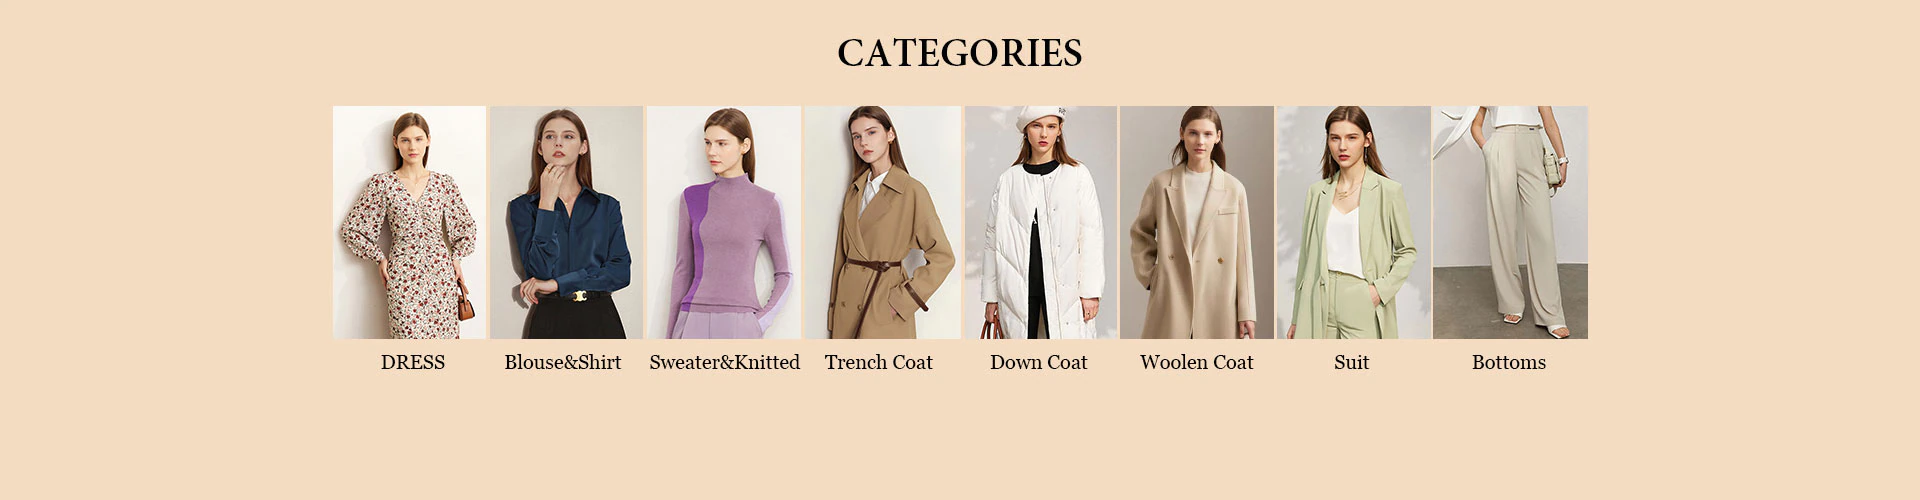 CATEGORIES
DRESS
Blouse&Shirt
Sweater&Knitted
Trench Coat
Down Coat
Woolen Coat
Suit
Bottoms